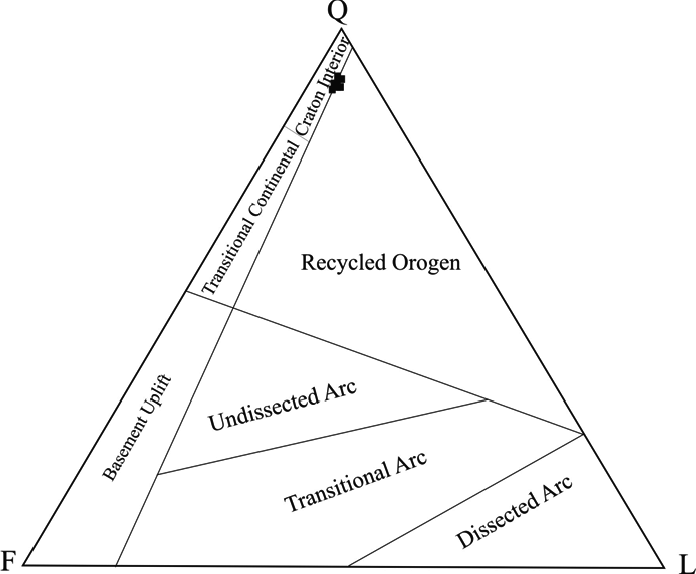 Q
Craton Interior
Transitional Continental
Recycled Orogen
Basement Uplift
Undissected Arc
Transitional Arc
Dissected Arc
F
L